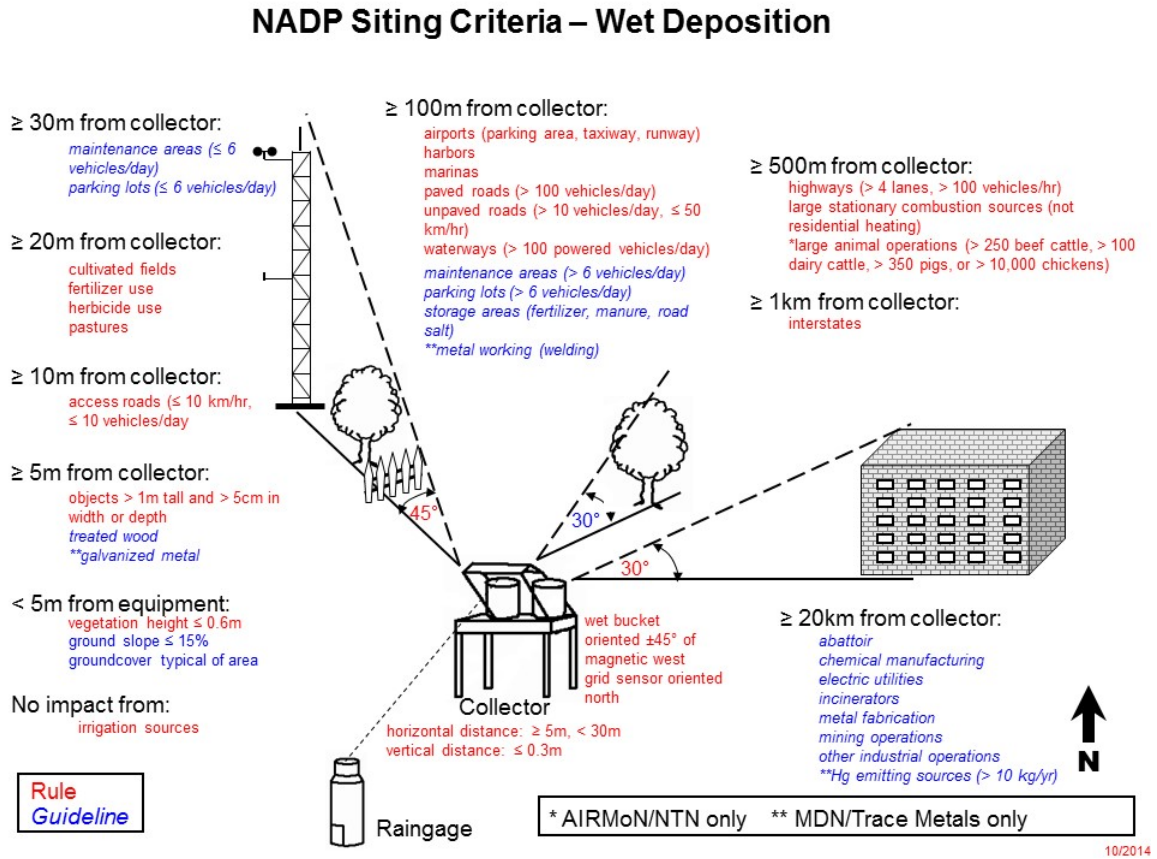 NADP Siting Criteria – Wet Deposition
≥ 30m from collector:
maintenance areas (≤ 6
vehicles/day)
parking lots (≤ 6 vehicles/day)
≥ 20m from collector:
cultivated fields
fertilizer use
herbicide use
pastures
≥ 10m from collector:
access roads (≤ 10 km/hr,
≤ 10 vehicles/day
≥ 5m from collector:
objects > 1m tall and > 5cm in
width or depth
treated wood
**galvanized metal
< 5m from equipment:
vegetation height ≤ 0.6m
ground slope ≤ 15%
groundcover typical of area
No impact from:
irrigation sources
Rule
Guideline
≥ 100m from collector:
airports (parking area, taxiway, runway)
harbors
marinas
paved roads (> 100 vehicles/day)
unpaved roads (> 10 vehicles/day, ≤ 50
km/hr)
waterways (> 100 powered vehicles/day)
maintenance areas (> 6 vehicles/day)
parking lots (> 6 vehicles/day)
storage areas (fertilizer, manure, road
salt)
**metal working (welding)
≥ 500m from collector:
highways (> 4 lanes, > 100 vehicles/hr)
large stationary combustion sources (not
residential heating)
*large animal operations (> 250 beef cattle, > 100
dairy cattle, > 350 pigs, or > 10,000 chickens)
≥ 1km from collector:
interstates
45°
30°
30°
wet bucket
oriented ±45° of
magnetic west
grid sensor oriented
north
Collector
horizontal distance: ≥ 5m, < 30m
vertical distance: ≤ 0.3m
Raingage
≥ 20km from collector:
abattoir
chemical manufacturing
electric utilities
incinerators
metal fabrication
mining operations
other industrial operations
**Hg emitting sources (> 10 kg/yr)
N
* AIRMoN/NTN only ** MDN/Trace Metals only
10/2014